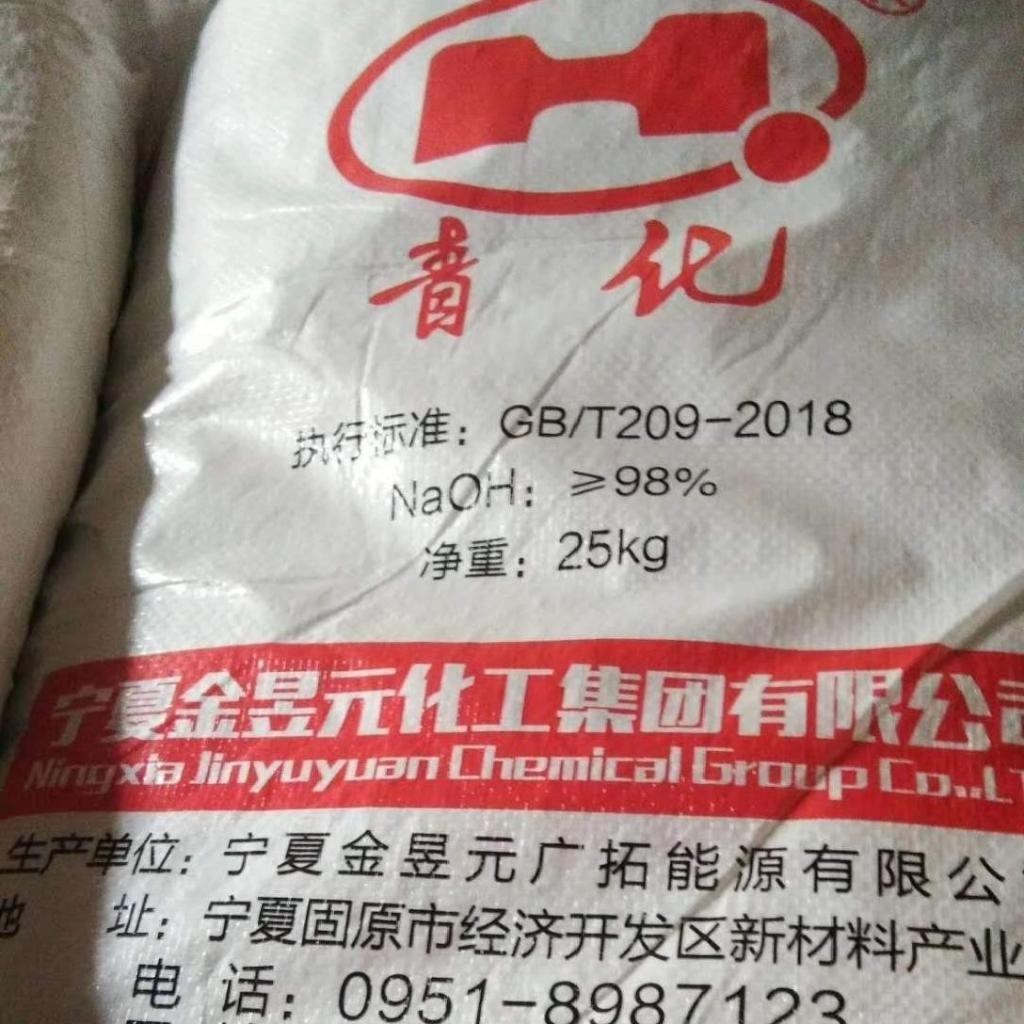 ®
青化
执行标准：GB/T209-2018
NaOH：≥98%
净重：25kg
宁夏金昱元化工集团有限公司
Ningxia Jinyuyuan Chemical Group Co.,L
生产单位：宁夏金昱元广拓能源有限公
地 址：宁夏固原市经济开发区新材料产业
电 话：0951-8987123